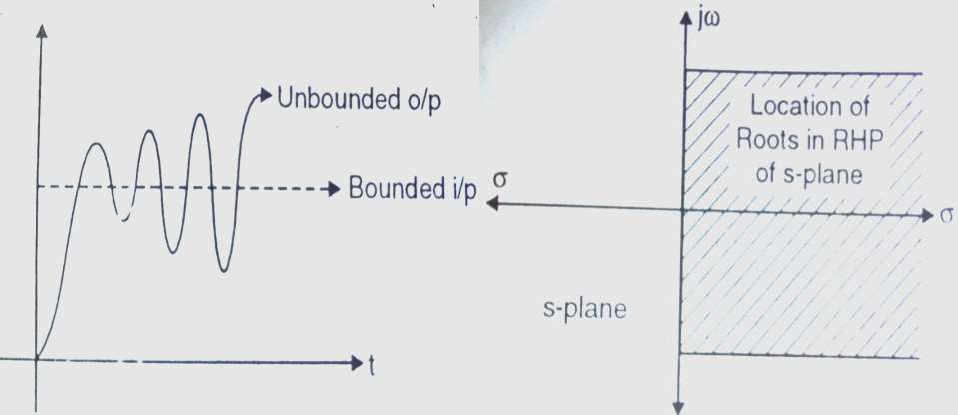 Unbounded o/p
Bounded i/p
t
jω
Location of
Roots in RHP
of s-plane
σ
σ
s-plane